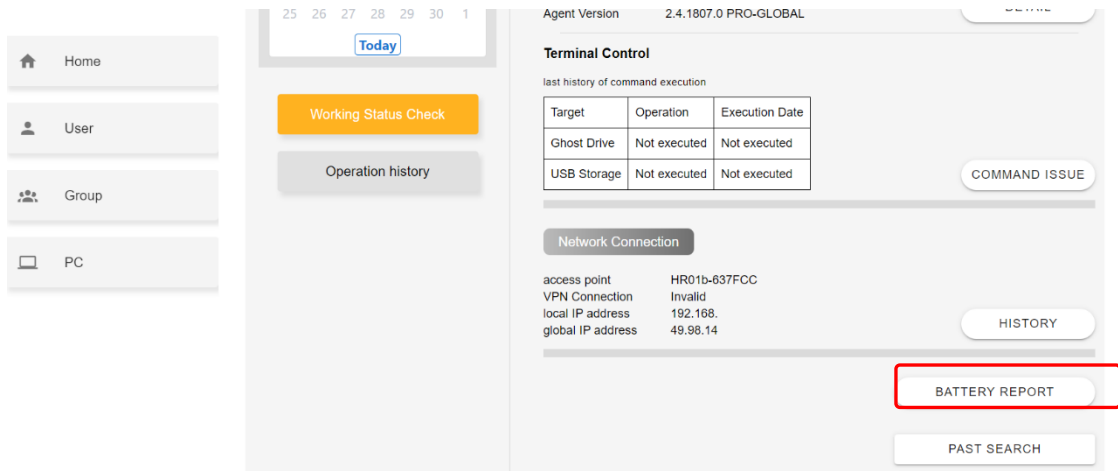 Home
User
Group
PC
25 26 27 28 29 30 1
Today
Working Status Check
Operation history
Agent Version 2.4.1807.0 PRO-GLOBAL
DETAIL
Terminal Control
last history of command execution
Target Operation Execution Date
Ghost Drive Not executed Not executed
USB Storage Not executed Not executed
COMMAND ISSUE
Network Connection
access point HR01b-637FCC
VPN Connection Invalid
local IP address 192.168.
global IP address 49.98.14
HISTORY
BATTERY REPORT
PAST SEARCH